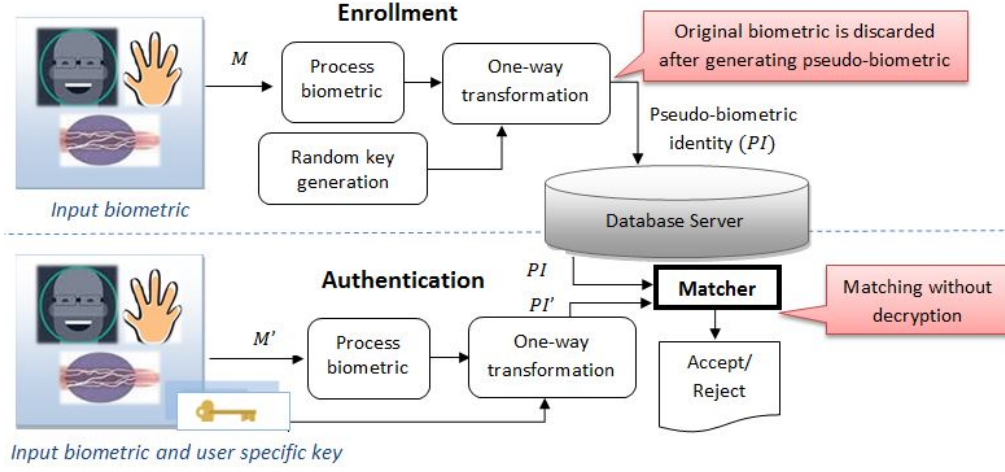 Enrollment
Original biometric is discarded
after generating pseudo-biometric
M
Process
biometric
One-way
transformation
Random key
generation
Pseudo-biometric
identity (PI)
Input biometric
Database Server
Authentication
PI
PI'
Matcher
Matching without
decryption
M'
Process
biometric
One-way
transformation
Accept/
Reject
Input biometric and user specific key